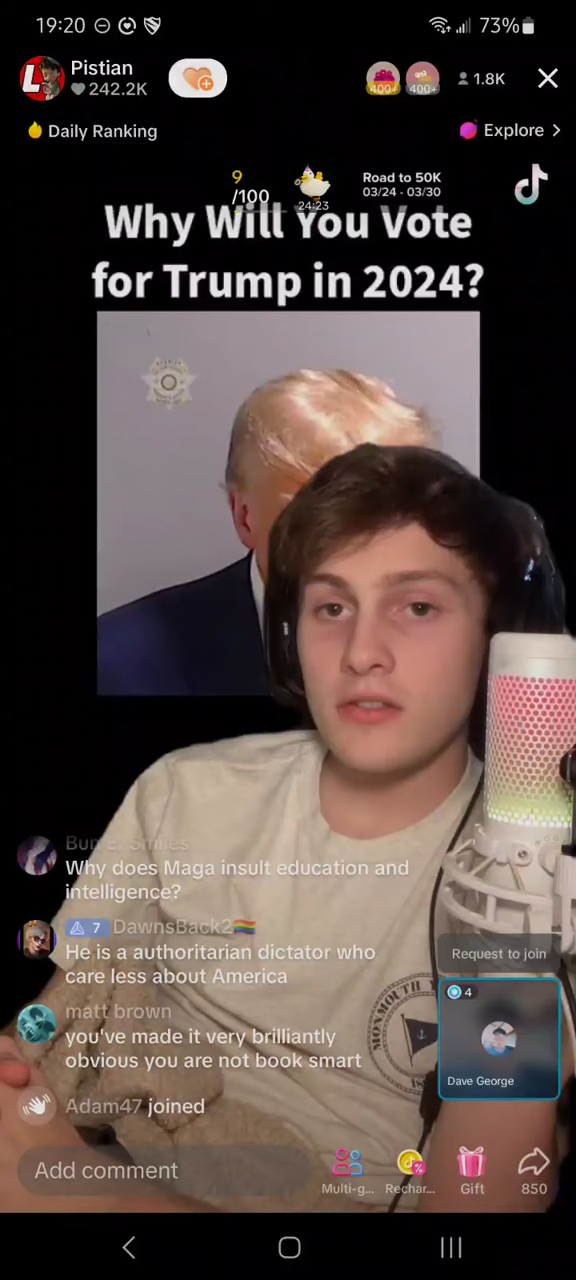 19:20
73%
Pistian
242.2K
400+
400+
1.8K
Daily Ranking
Explore
9
/100
24:23
Road to 50K
03/24 - 03/30
Why Will You Vote
for Trump in 2024?
Why does Maga insult education and
intelligence?
7 DawnsBack2🏳️‍🌈
He is a authoritarian dictator who
care less about America
Request to join
matt brown
you've made it very brilliantly
obvious you are not book smart
4
Dave George
Adam47 joined
MONMOUTH
Add comment
Multi-g...
Rechar...
Gift
850